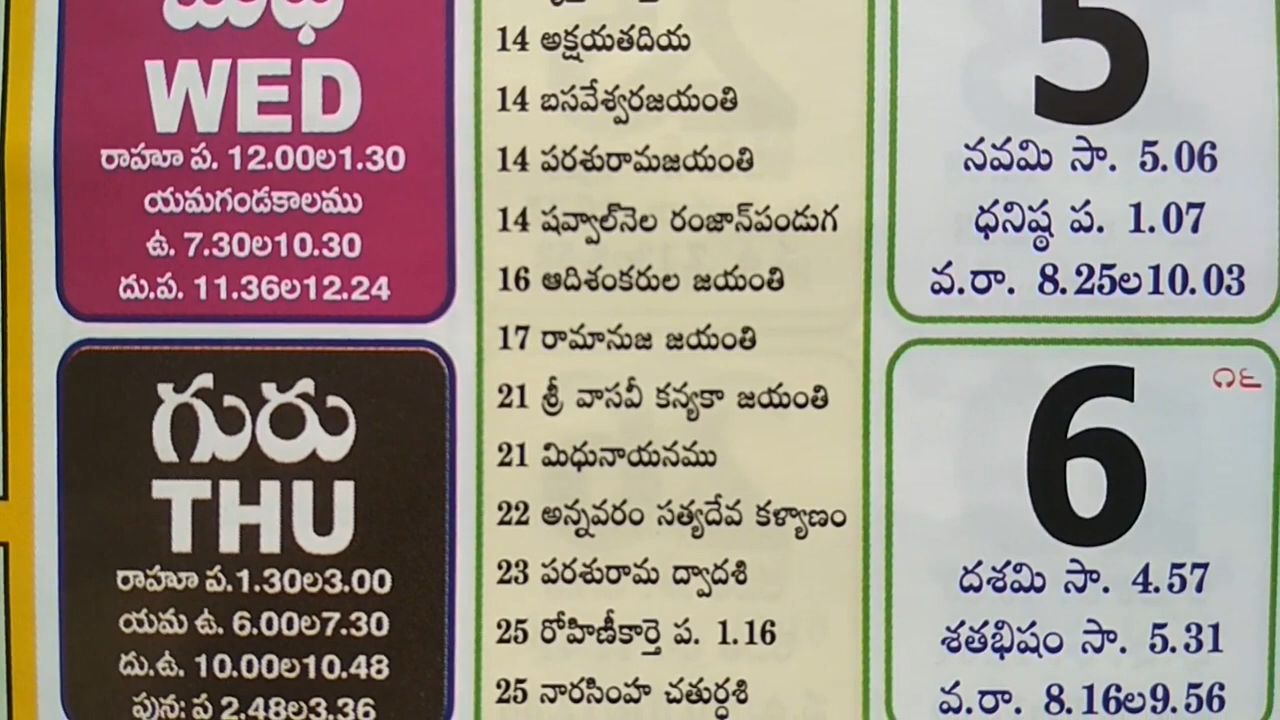 WED
రాహూ ప. 12.00ల1.30
యమగండకాలము
ఉ. 7.30ల10.30
దు.ప. 11.36ల12.24
గురు
THU
రాహూ ప.1.30ల3.00
యమ ఉ. 6.00ల7.30
దు.ఉ. 10.00ల10.48
పున: ప 2.48ల3.36
14 అక్షయతదియ
14 బసవేశ్వరజయంతి
14 పరశురామజయంతి
14 షవ్వాల్‌నెల రంజాన్‌పండుగ
16 ఆదిశంకరుల జయంతి
17 రామానుజ జయంతి
21 శ్రీ వాసవీ కన్యకా జయంతి
21 మిధునాయనము
22 అన్నవరం సత్యదేవ కళ్యాణం
23 పరశురామ ద్వాదశి
25 రోహిణీకార్తె ప. 1.16
25 నారసింహ చతుర్దశి
5
నవమి సా. 5.06
ధనిష్ఠ ప. 1.07
వ.రా. 8.25ల10.03
6
దశమి సా. 4.57
శతభిషం సా. 5.31
వ.రా. 8.16ల9.56